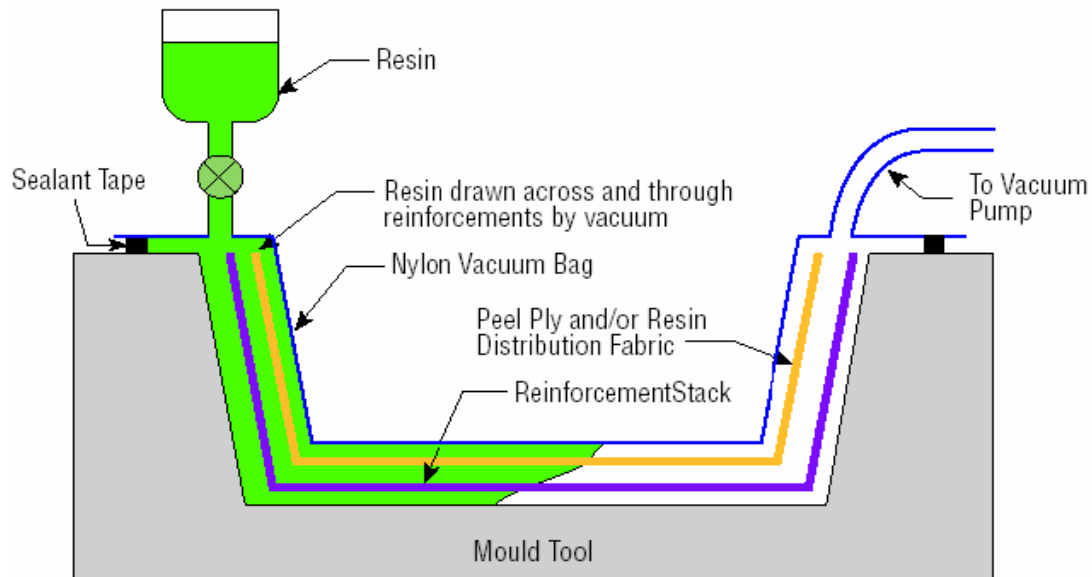 Resin
Sealant Tape
Resin drawn across and through
reinforcements by vacuum
To Vacuum
Pump
Nylon Vacuum Bag
Peel Ply and/or Resin
Distribution Fabric
ReinforcementStack
Mould Tool